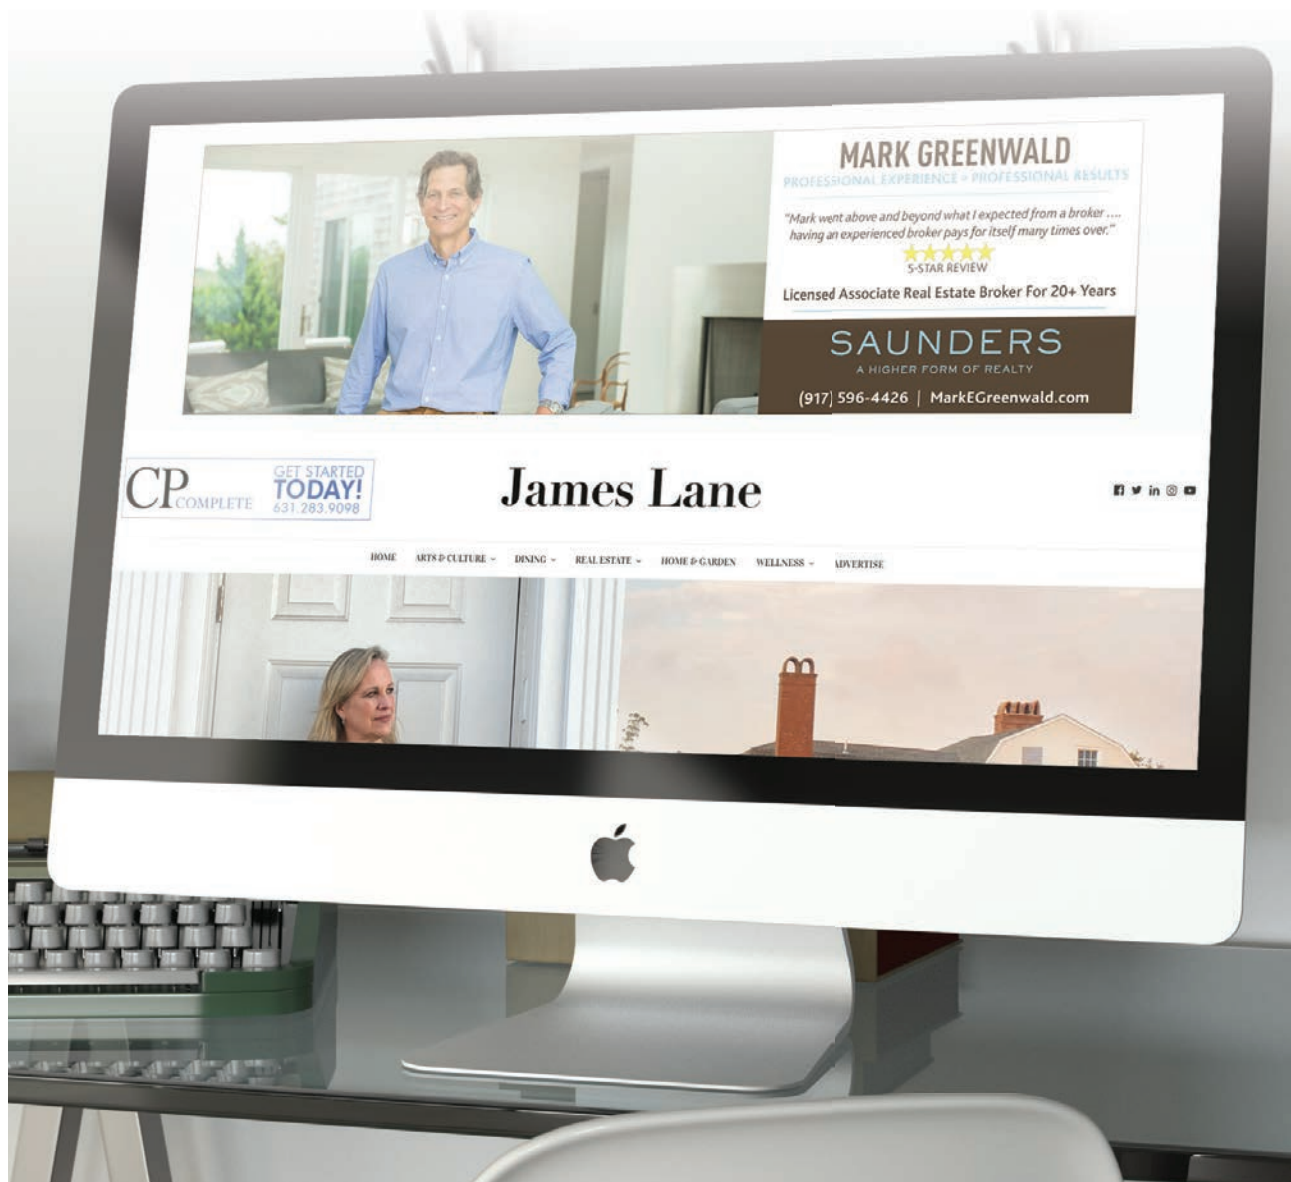 MARK GREENWALD
PROFESSIONAL EXPERIENCE = PROFESSIONAL RESULTS
"Mark went above and beyond what I expected from a broker ....
having an experienced broker pays for itself many times over."
5-STAR REVIEW
Licensed Associate Real Estate Broker For 20+ Years
SAUNDERS
A HIGHER FORM OF REALTY
(917) 596-4426 | MarkEGreenwald.com
CP COMPLETE
GET STARTED
TODAY!
631.283.9098
James Lane
HOME ARTS & CULTURE DINING REAL ESTATE HOME & GARDEN WELLNESS ADVERTISE